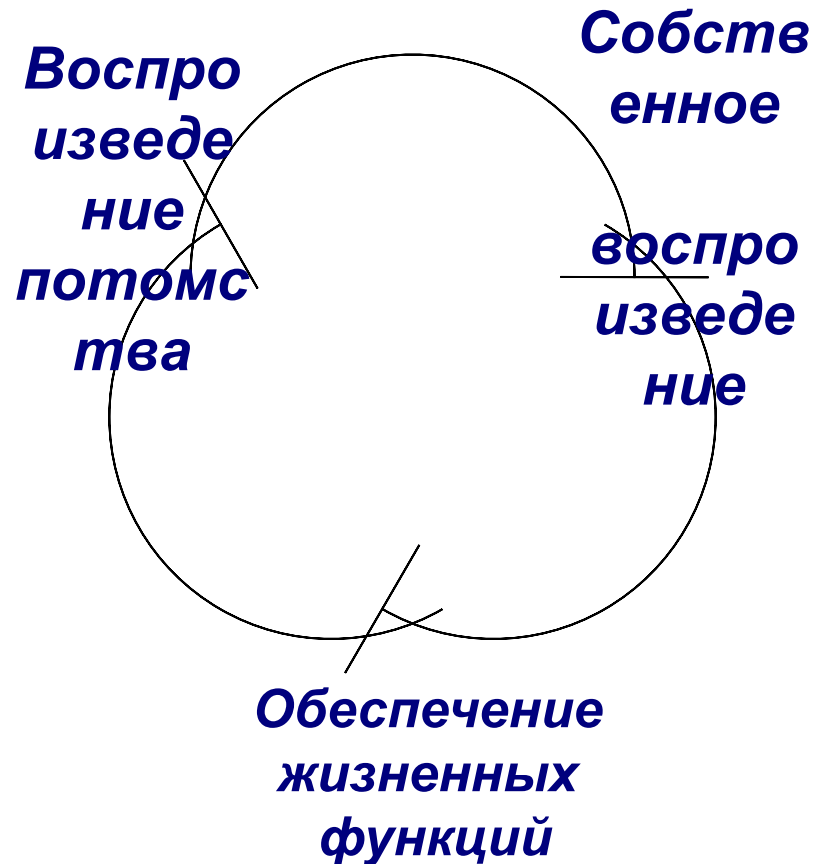 Воспро
изведе
ние
потомс
тва
Собств
енное
воспро
изведе
ние
Обеспечение
жизненных
функций